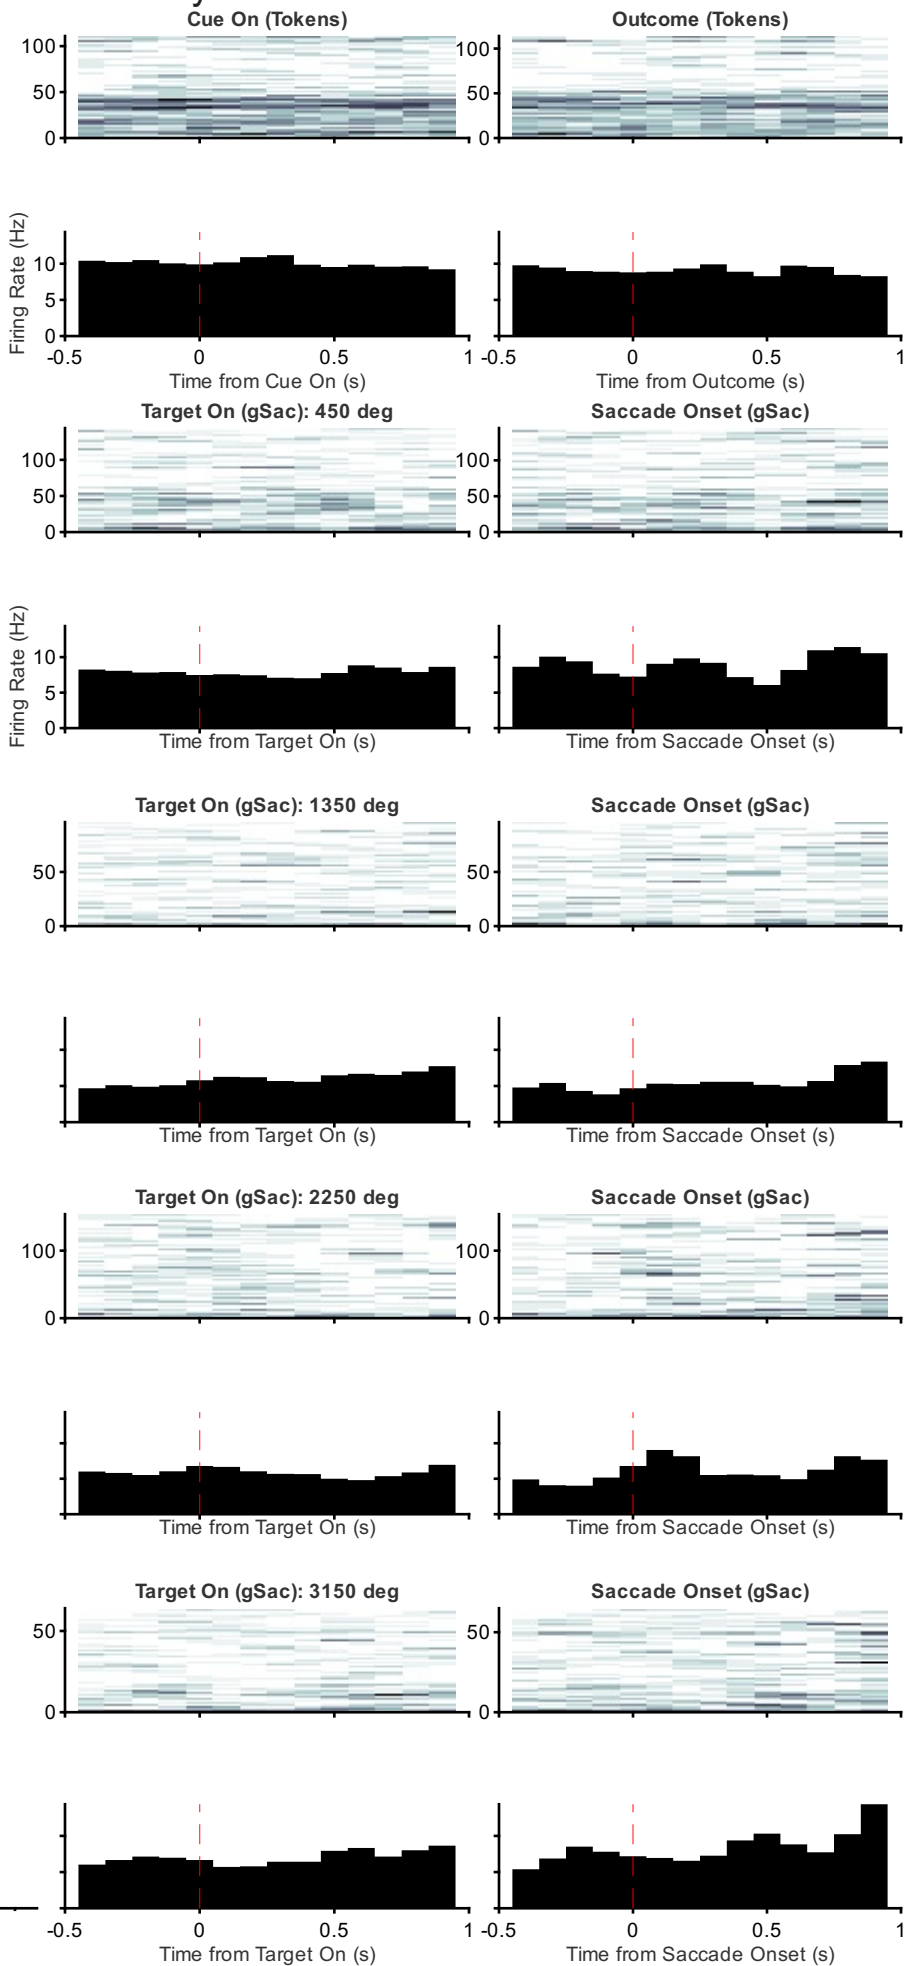 y
Cue On (Tokens) Outcome (Tokens)
100 100
50 50
0 0
Firing Rate (Hz)
10
5
0
-0.5 0 0.5 1 -0.5 0 0.5 1
Time from Cue On (s) Time from Outcome (s)
Target On (gSac): 450 deg Saccade Onset (gSac)
100 100
50 50
0 0
Firing Rate (Hz)
10
5
0
Time from Target On (s) Time from Saccade Onset (s)
Target On (gSac): 1350 deg Saccade Onset (gSac)
50 50
0 0
Time from Target On (s) Time from Saccade Onset (s)
Target On (gSac): 2250 deg Saccade Onset (gSac)
100 100
0 0
Time from Target On (s) Time from Saccade Onset (s)
Target On (gSac): 3150 deg Saccade Onset (gSac)
50 50
0 0
-0.5 0 0.5 1 -0.5 0 0.5 1
Time from Target On (s) Time from Saccade Onset (s)